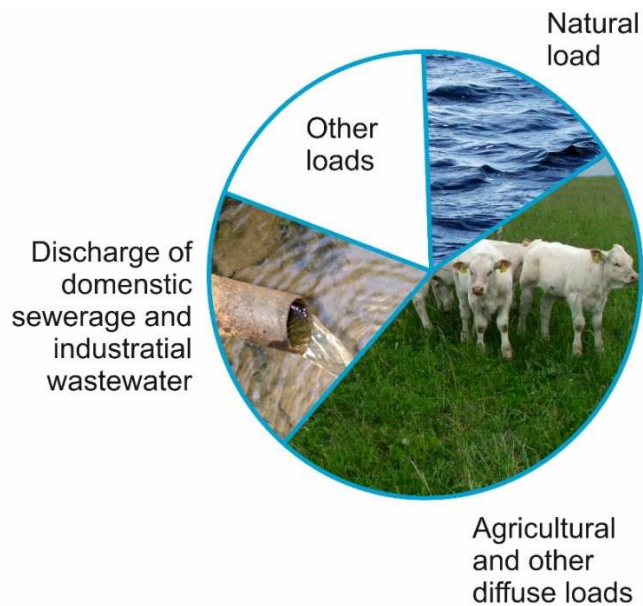 Natural
load
Other
loads
Discharge of
domenstic
sewerage and
industratial
wastewater
Agricultural
and other
diffuse loads